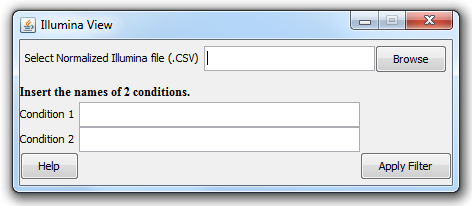 Illumina View
Select Normalized Illumina file (.CSV) Browse
Insert the names of 2 conditions.
Condition 1
Condition 2
Help Apply Filter